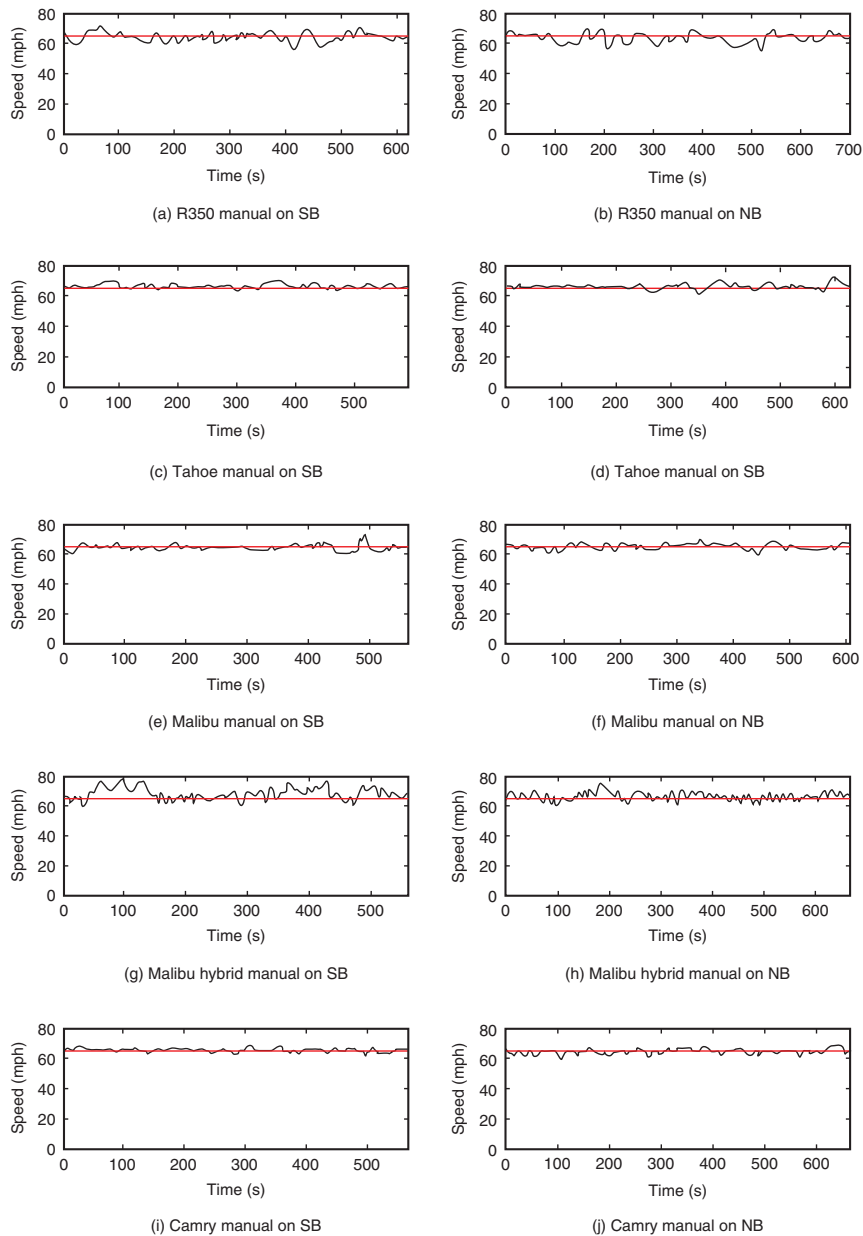 80
60
40
20
0
Speed (mph)
0 100 200 300 400 500 600
Time (s)
(a) R350 manual on SB
80
60
40
20
0
Speed (mph)
0 100 200 300 400 500 600 700
Time (s)
(b) R350 manual on NB
80
60
40
20
0
Speed (mph)
0 100 200 300 400 500
Time (s)
(c) Tahoe manual on SB
80
60
40
20
0
Speed (mph)
0 100 200 300 400 500 600
Time (s)
(d) Tahoe manual on SB
80
60
40
20
0
Speed (mph)
0 100 200 300 400 500
Time (s)
(e) Malibu manual on SB
80
60
40
20
0
Speed (mph)
0 100 200 300 400 500 600
Time (s)
(f) Malibu manual on NB
80
60
40
20
0
Speed (mph)
0 100 200 300 400 500
Time (s)
(g) Malibu hybrid manual on SB
80
60
40
20
0
Speed (mph)
0 100 200 300 400 500 600
Time (s)
(h) Malibu hybrid manual on NB
80
60
40
20
0
Speed (mph)
0 100 200 300 400 500
Time (s)
(i) Camry manual on SB
80
60
40
20
0
Speed (mph)
0 100 200 300 400 500 600
Time (s)
(j) Camry manual on NB